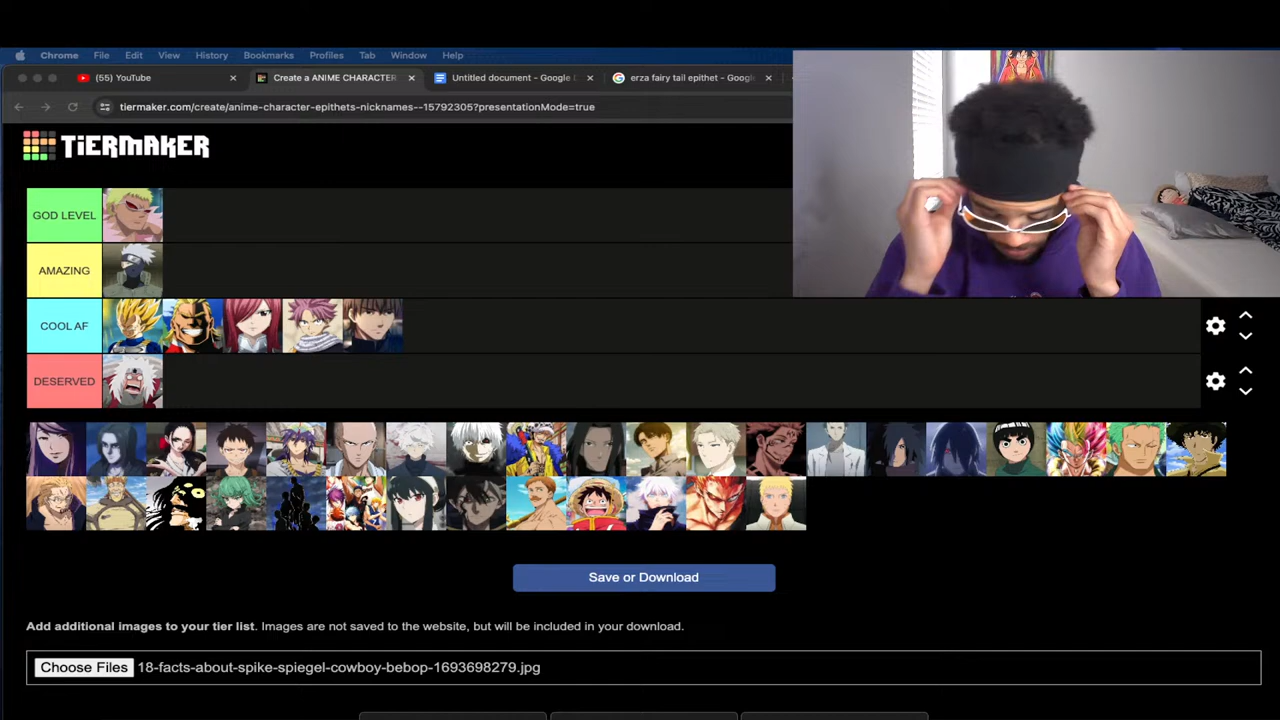 Chrome File Edit View History Bookmarks Profiles Tab Window Help
(55) YouTube
Create a ANIME CHARACTER
Untitled document - Google D
erza fairy tail epithet - Googl
tiermaker.com/create/anime-character-epithets-nicknames--15792305?presentationMode=true
TiERMAKER
GOD LEVEL
AMAZING
COOL AF
DESERVED
Save or Download
Add additional images to your tier list. Images are not saved to the website, but will be included in your download.
Choose Files 18-facts-about-spike-spiegel-cowboy-bebop-1693698279.jpg